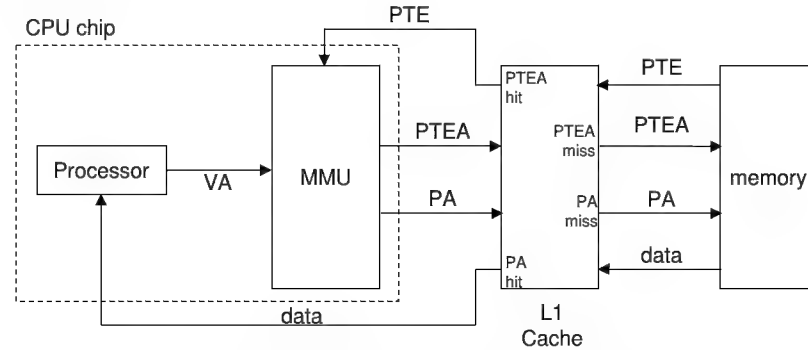 PTE
CPU chip
PTEA
hit
PTE
PTEA
PTEA
miss
PTEA
Processor
VA
MMU
memory
PA
PA
miss
PA
PA
hit
data
data
L1
Cache